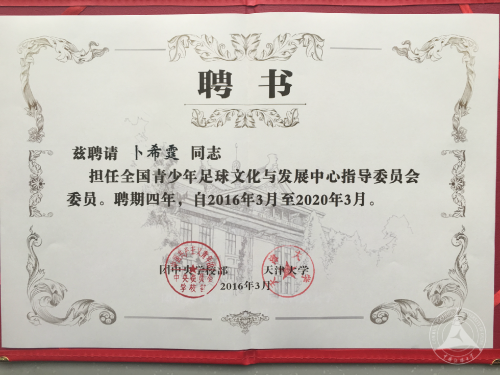 聘书
兹聘请 卜希霆 同志
担任全国青少年足球文化与发展中心指导委员会
委员。聘期四年，自2016年3月至2020年3月。
团中央学校部 天津大学
2016年3月